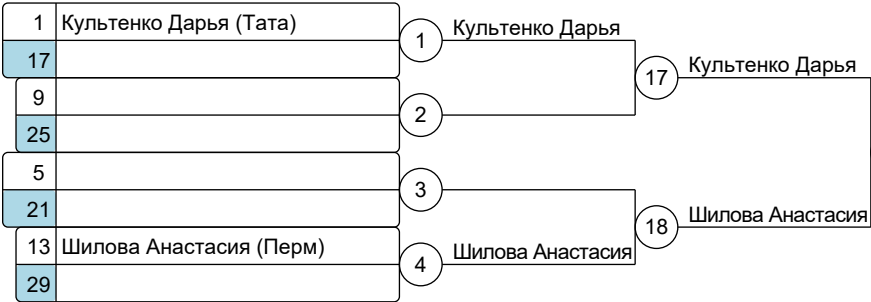 1 Культенко Дарья (Тата)
17
9
25
5
21
13 Шилова Анастасия (Перм)
29
1 Культенко Дарья
2
3
4 Шилова Анастасия
17 Культенко Дарья
18 Шилова Анастасия